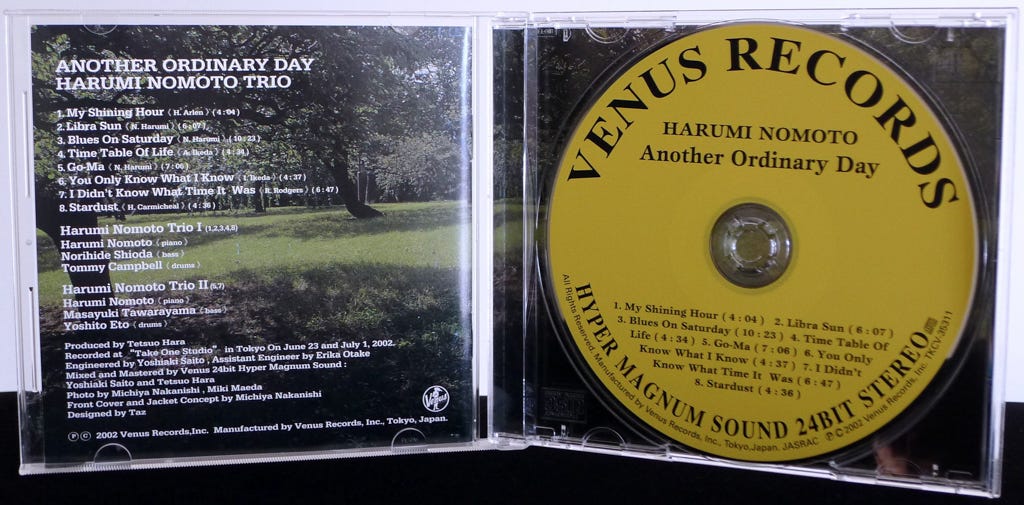 ANOTHER ORDINARY DAY
HARUMI NOMOTO TRIO
1. My Shining Hour ( H. Arlen ) ( 4 : 04 )
2. Libra Sun ( N. Harumi ) ( 6 : 07 )
3. Blues On Saturday ( N. Harumi ) ( 10 : 23 )
4. Time Table Of Life ( A. Ikeda ) ( 4 : 34 )
5. Go-Ma ( N. Harumi ) ( 7 : 06 )
6. You Only Know What I Know ( I. Ikeda ) ( 4 : 37 )
7. I Didn't Know What Time It Was ( R. Rodgers ) ( 6 : 47 )
8. Stardust ( H. Carmicheal ) ( 4 : 36 )
Harumi Nomoto Trio I (1,2,3,4,8)
Harumi Nomoto ( piano )
Norihide Shioda ( bass )
Tommy Campbell ( drums )
Harumi Nomoto Trio II (5,7)
Harumi Nomoto ( piano )
Masayuki Tawarayama ( bass )
Yoshito Eto ( drums )
Produced by Tetsuo Hara
Recorded at "Take One Studio" in Tokyo On June 23 and July 1, 2002.
Engineered by Yoshiaki Saito , Assistant Engineer by Erika Otake
Mixed and Mastered by Venus 24bit Hyper Magnum Sound :
Yoshiaki Saito and Tetsuo Hara
Photo by Michiya Nakanishi , Miki Maeda
Front Cover and Jacket Concept by Michiya Nakanishi
Designed by Taz
Venus
Ⓟ Ⓒ 2002 Venus Records,Inc. Manufactured by Venus Records, Inc., Tokyo, Japan.
VENUS RECORDS
HARUMI NOMOTO
Another Ordinary Day
1. My Shining Hour ( 4 : 04 ) 2. Libra Sun ( 6 : 07 )
3. Blues On Saturday ( 10 : 23 ) 4. Time Table Of
Life ( 4 : 34 ) 5. Go-Ma ( 7 : 06 ) 6. You Only
Know What I Know ( 4 : 37 ) 7. I Didn't
Know What Time It Was ( 6 : 47 )
8. Stardust ( 4 : 36 )
HYPER MAGNUM SOUND 24BIT STEREO
All Rights Reserved. Manufactured by Venus Records, Inc., Tokyo,Japan. JASRAC Ⓟ Ⓒ 2002 Venus Records, Inc. TKCV-35311